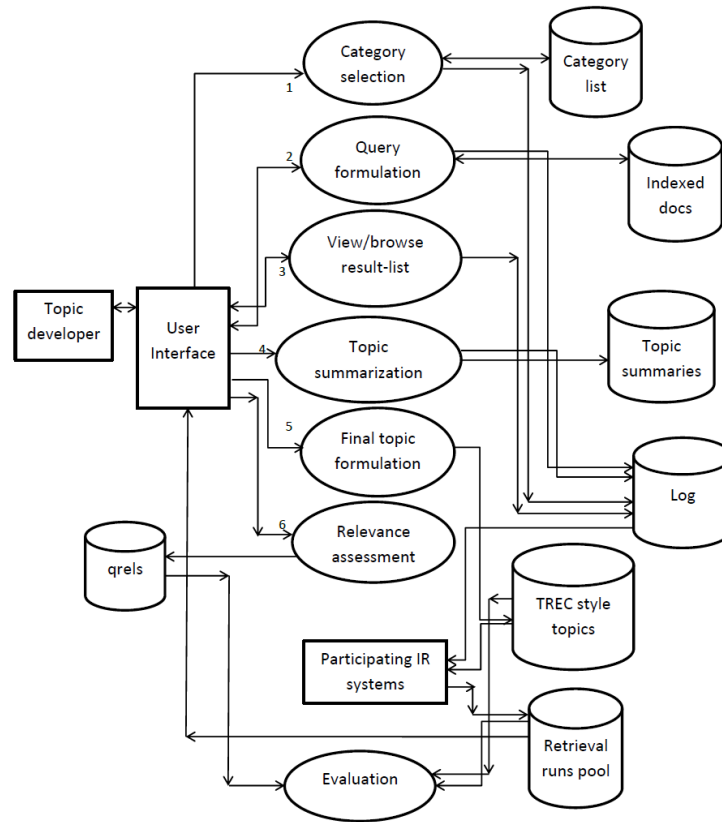 Category
selection
1
Category
list
2
Query
formulation
Indexed
docs
View/browse
result-list
3
Topic
developer
User
Interface
4
Topic
summarization
Topic
summaries
5
Final topic
formulation
Log
6
Relevance
assessment
qrels
TREC style
topics
Participating IR
systems
Retrieval
runs pool
Evaluation